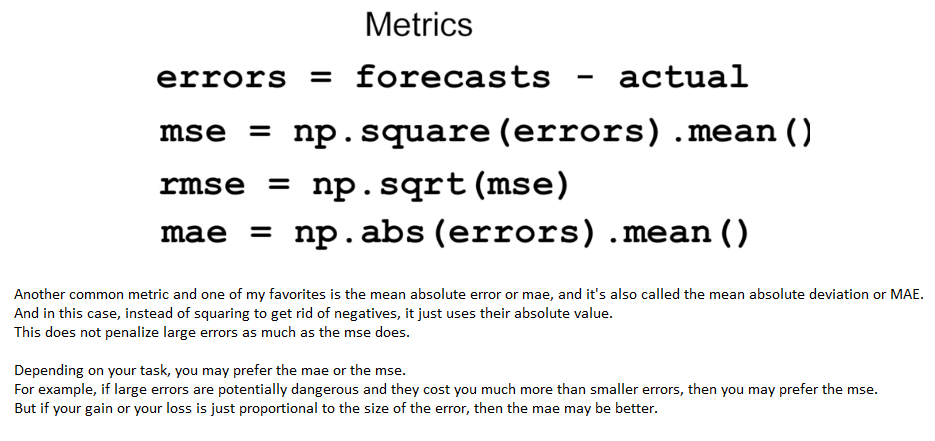 Metrics
errors = forecasts - actual
mse = np.square(errors).mean()
rmse = np.sqrt(mse)
mae = np.abs(errors).mean()
Another common metric and one of my favorites is the mean absolute error or mae, and it's also called the mean absolute deviation or MAE.
And in this case, instead of squaring to get rid of negatives, it just uses their absolute value.
This does not penalize large errors as much as the mse does.
Depending on your task, you may prefer the mae or the mse.
For example, if large errors are potentially dangerous and they cost you much more than smaller errors, then you may prefer the mse.
But if your gain or your loss is just proportional to the size of the error, then the mae may be better.